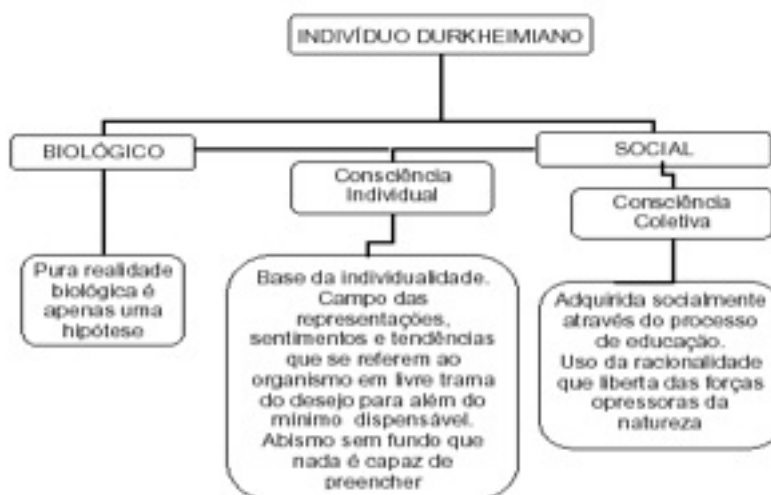 INDIVÍDUO DURKHEIMIANO
BIOLÓGICO
SOCIAL
Consciência
Individual
Consciência
Coletiva
Pura realidade
biológica é
apenas uma
hipótese
Base da individualidade.
Campo das
representações,
sentimentos e tendências
que se referem ao
organismo em livre trama
do desejo para além do
mínimo dispensável.
Abismo sem fundo que
nada é capaz de
preencher
Adquirida socialmente
através do processo
de educação.
Uso da racionalidade
que liberta das forças
opressoras da
natureza